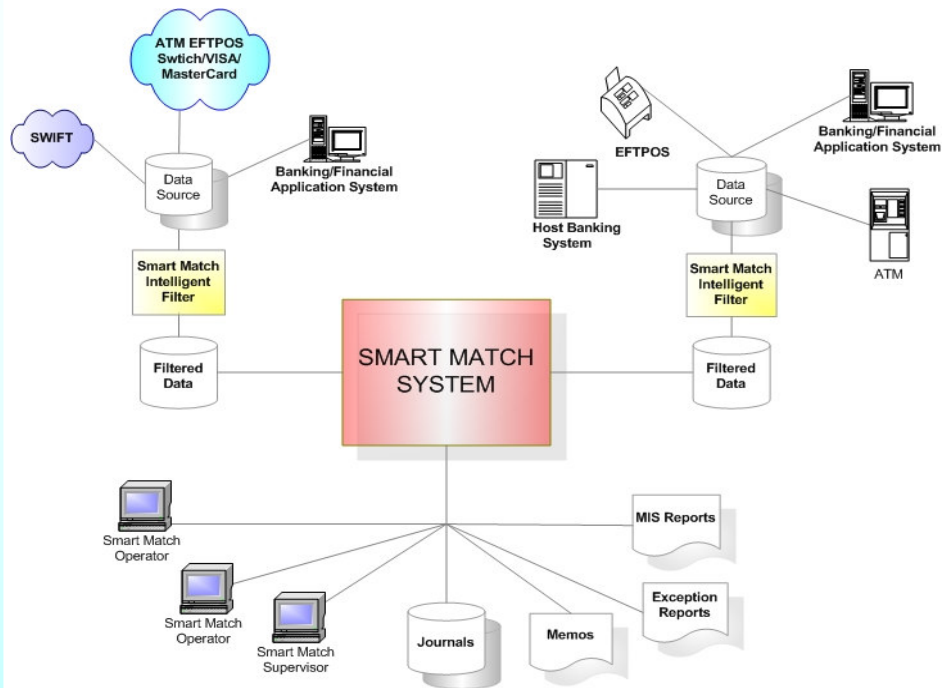 ATM EFTPOS
Swtich/VISA/
MasterCard
SWIFT
Banking/Financial
Application System
Data
Source
Smart Match
Intelligent
Filter
Filtered
Data
EFTPOS
Banking/Financial
Application System
Host Banking
System
Data
Source
ATM
Smart Match
Intelligent
Filter
Filtered
Data
SMART MATCH
SYSTEM
Smart Match
Operator
Smart Match
Operator
Smart Match
Supervisor
Journals
Memos
Exception
Reports
MIS Reports